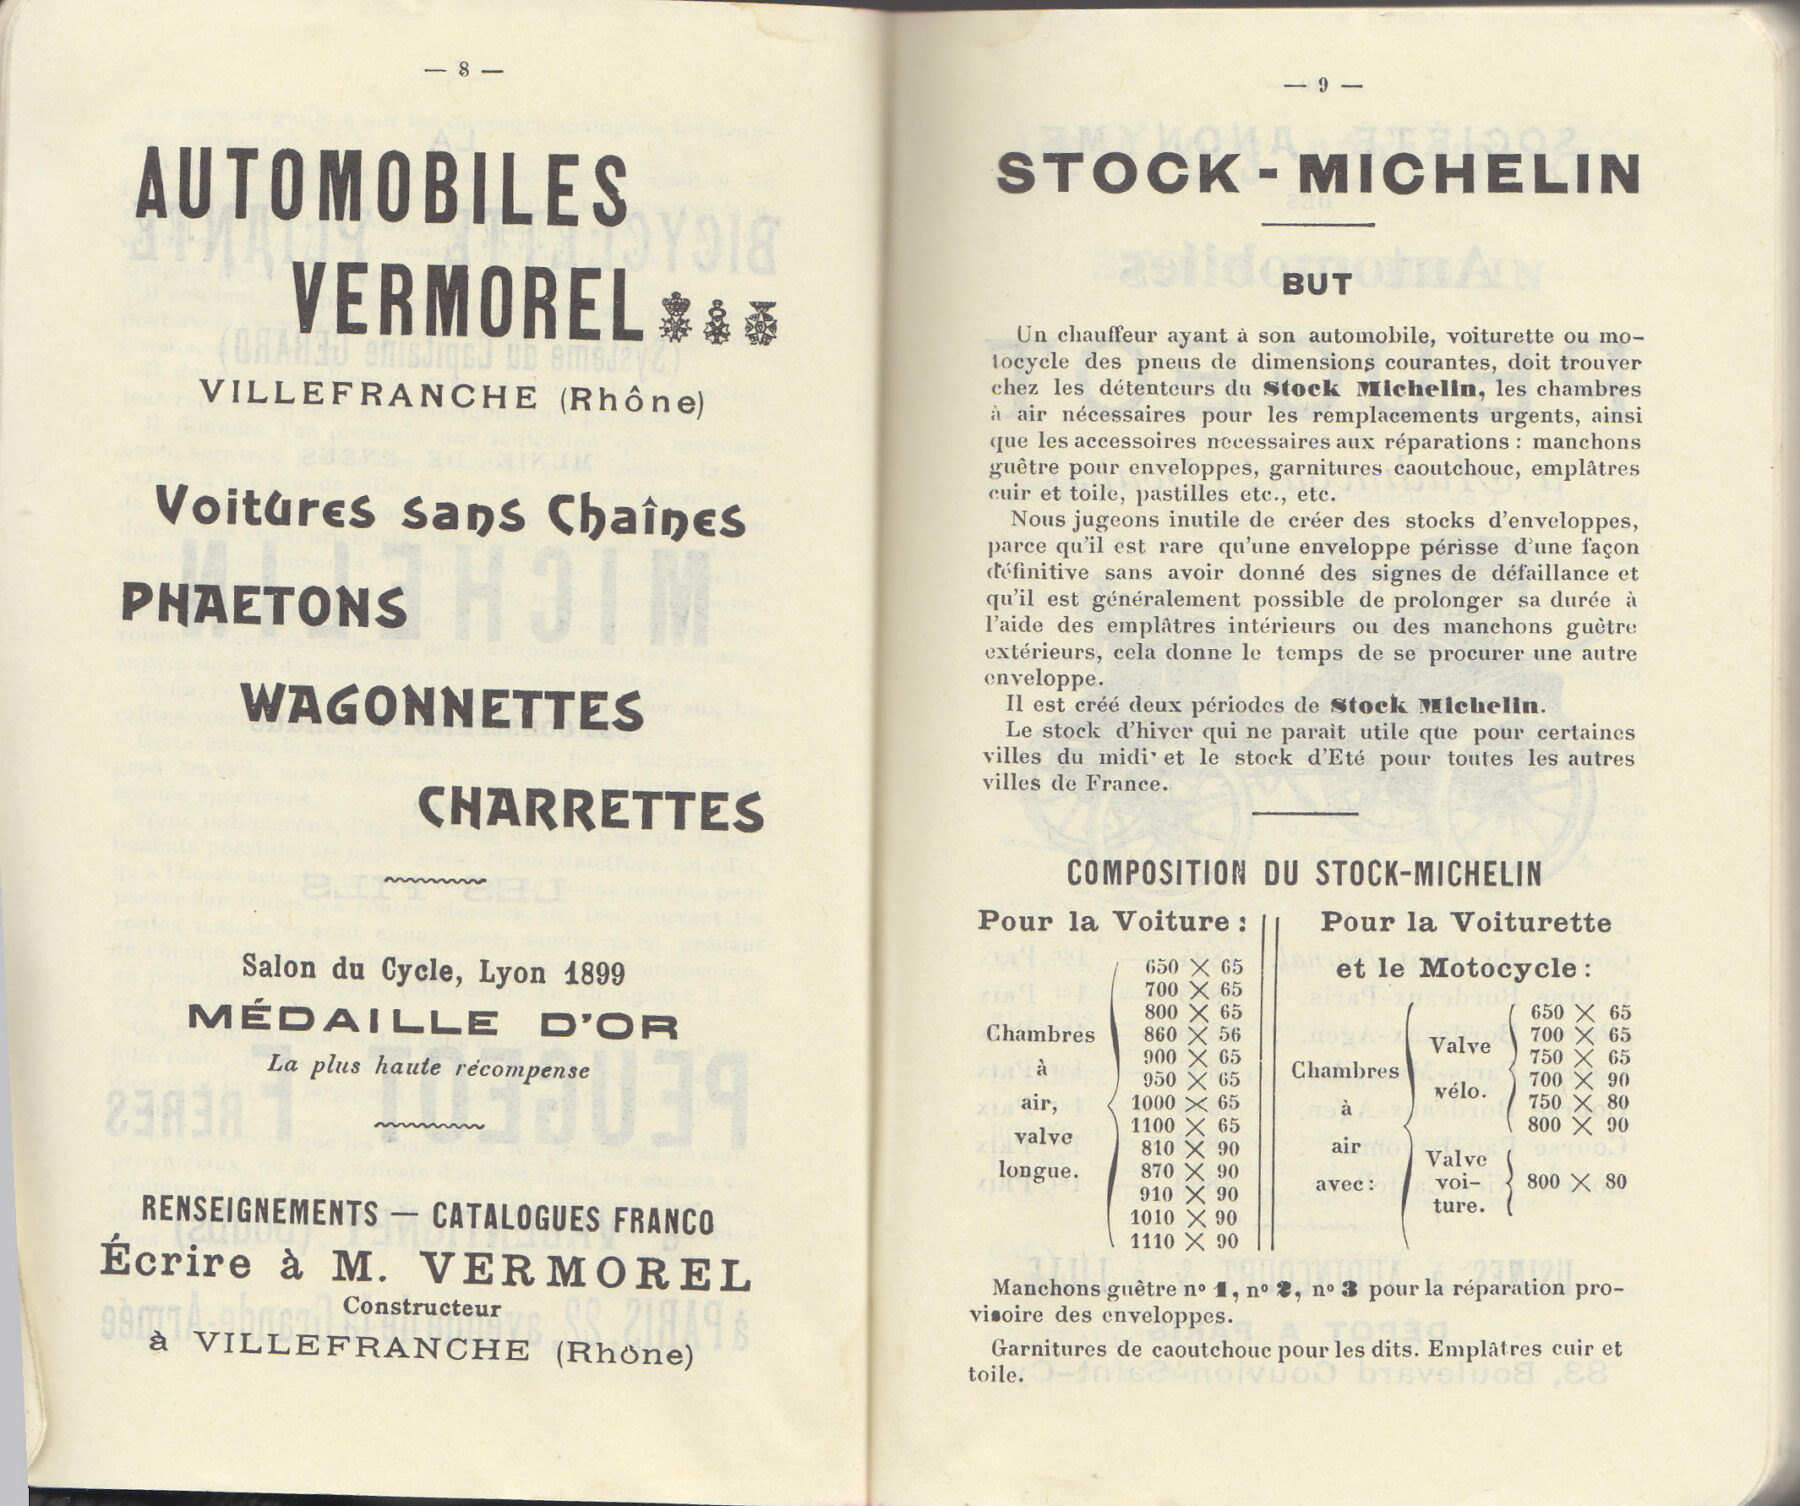 — 8 —
AUTOMOBILES
VERMOREL
VILLEFRANCHE (Rhône)
Voitures sans Chaînes
PHAETONS
WAGONNETTES
CHARRETTES
Salon du Cycle, Lyon 1899
MÉDAILLE D'OR
La plus haute récompense
RENSEIGNEMENTS — CATALOGUES FRANCO
Écrire à M. VERMOREL
Constructeur
à VILLEFRANCHE (Rhône)
— 9 —
STOCK-MICHELIN
BUT
Un chauffeur ayant à son automobile, voiturette ou mo-
tocycle des pneus de dimensions courantes, doit trouver
chez les détenteurs du Stock Michelin, les chambres
à air nécessaires pour les remplacements urgents, ainsi
que les accessoires necessaires aux réparations : manchons
guêtre pour enveloppes, garnitures caoutchouc, emplâtres
cuir et toile, pastilles etc., etc.
Nous jugeons inutile de créer des stocks d'enveloppes,
parce qu'il est rare qu'une enveloppe périsse d'une façon
définitive sans avoir donné des signes de défaillance et
qu'il est généralement possible de prolonger sa durée à
l'aide des emplâtres intérieurs ou des manchons guêtre
extérieurs, cela donne le temps de se procurer une autre
enveloppe.
Il est créé deux périodes de Stock Michelin.
Le stock d'hiver qui ne parait utile que pour certaines
villes du midi et le stock d'Eté pour toutes les autres
villes de France.
COMPOSITION DU STOCK-MICHELIN
Pour la Voiture :
Chambres
à
air,
valve
longue.
650 × 65
700 × 65
800 × 65
860 × 56
900 × 65
950 × 65
1000 × 65
1100 × 65
810 × 90
870 × 90
910 × 90
1010 × 90
1110 × 90
Pour la Voiturette
et le Motocycle :
Chambres
à
air
avec :
Valve
vélo.
650 × 65
700 × 65
750 × 65
700 × 90
750 × 80
800 × 90
Valve
voi-
ture.
800 × 80
Manchons guêtre nº 1, nº 2, nº 3 pour la réparation pro-
visoire des enveloppes.
Garnitures de caoutchouc pour les dits. Emplâtres cuir et
toile.